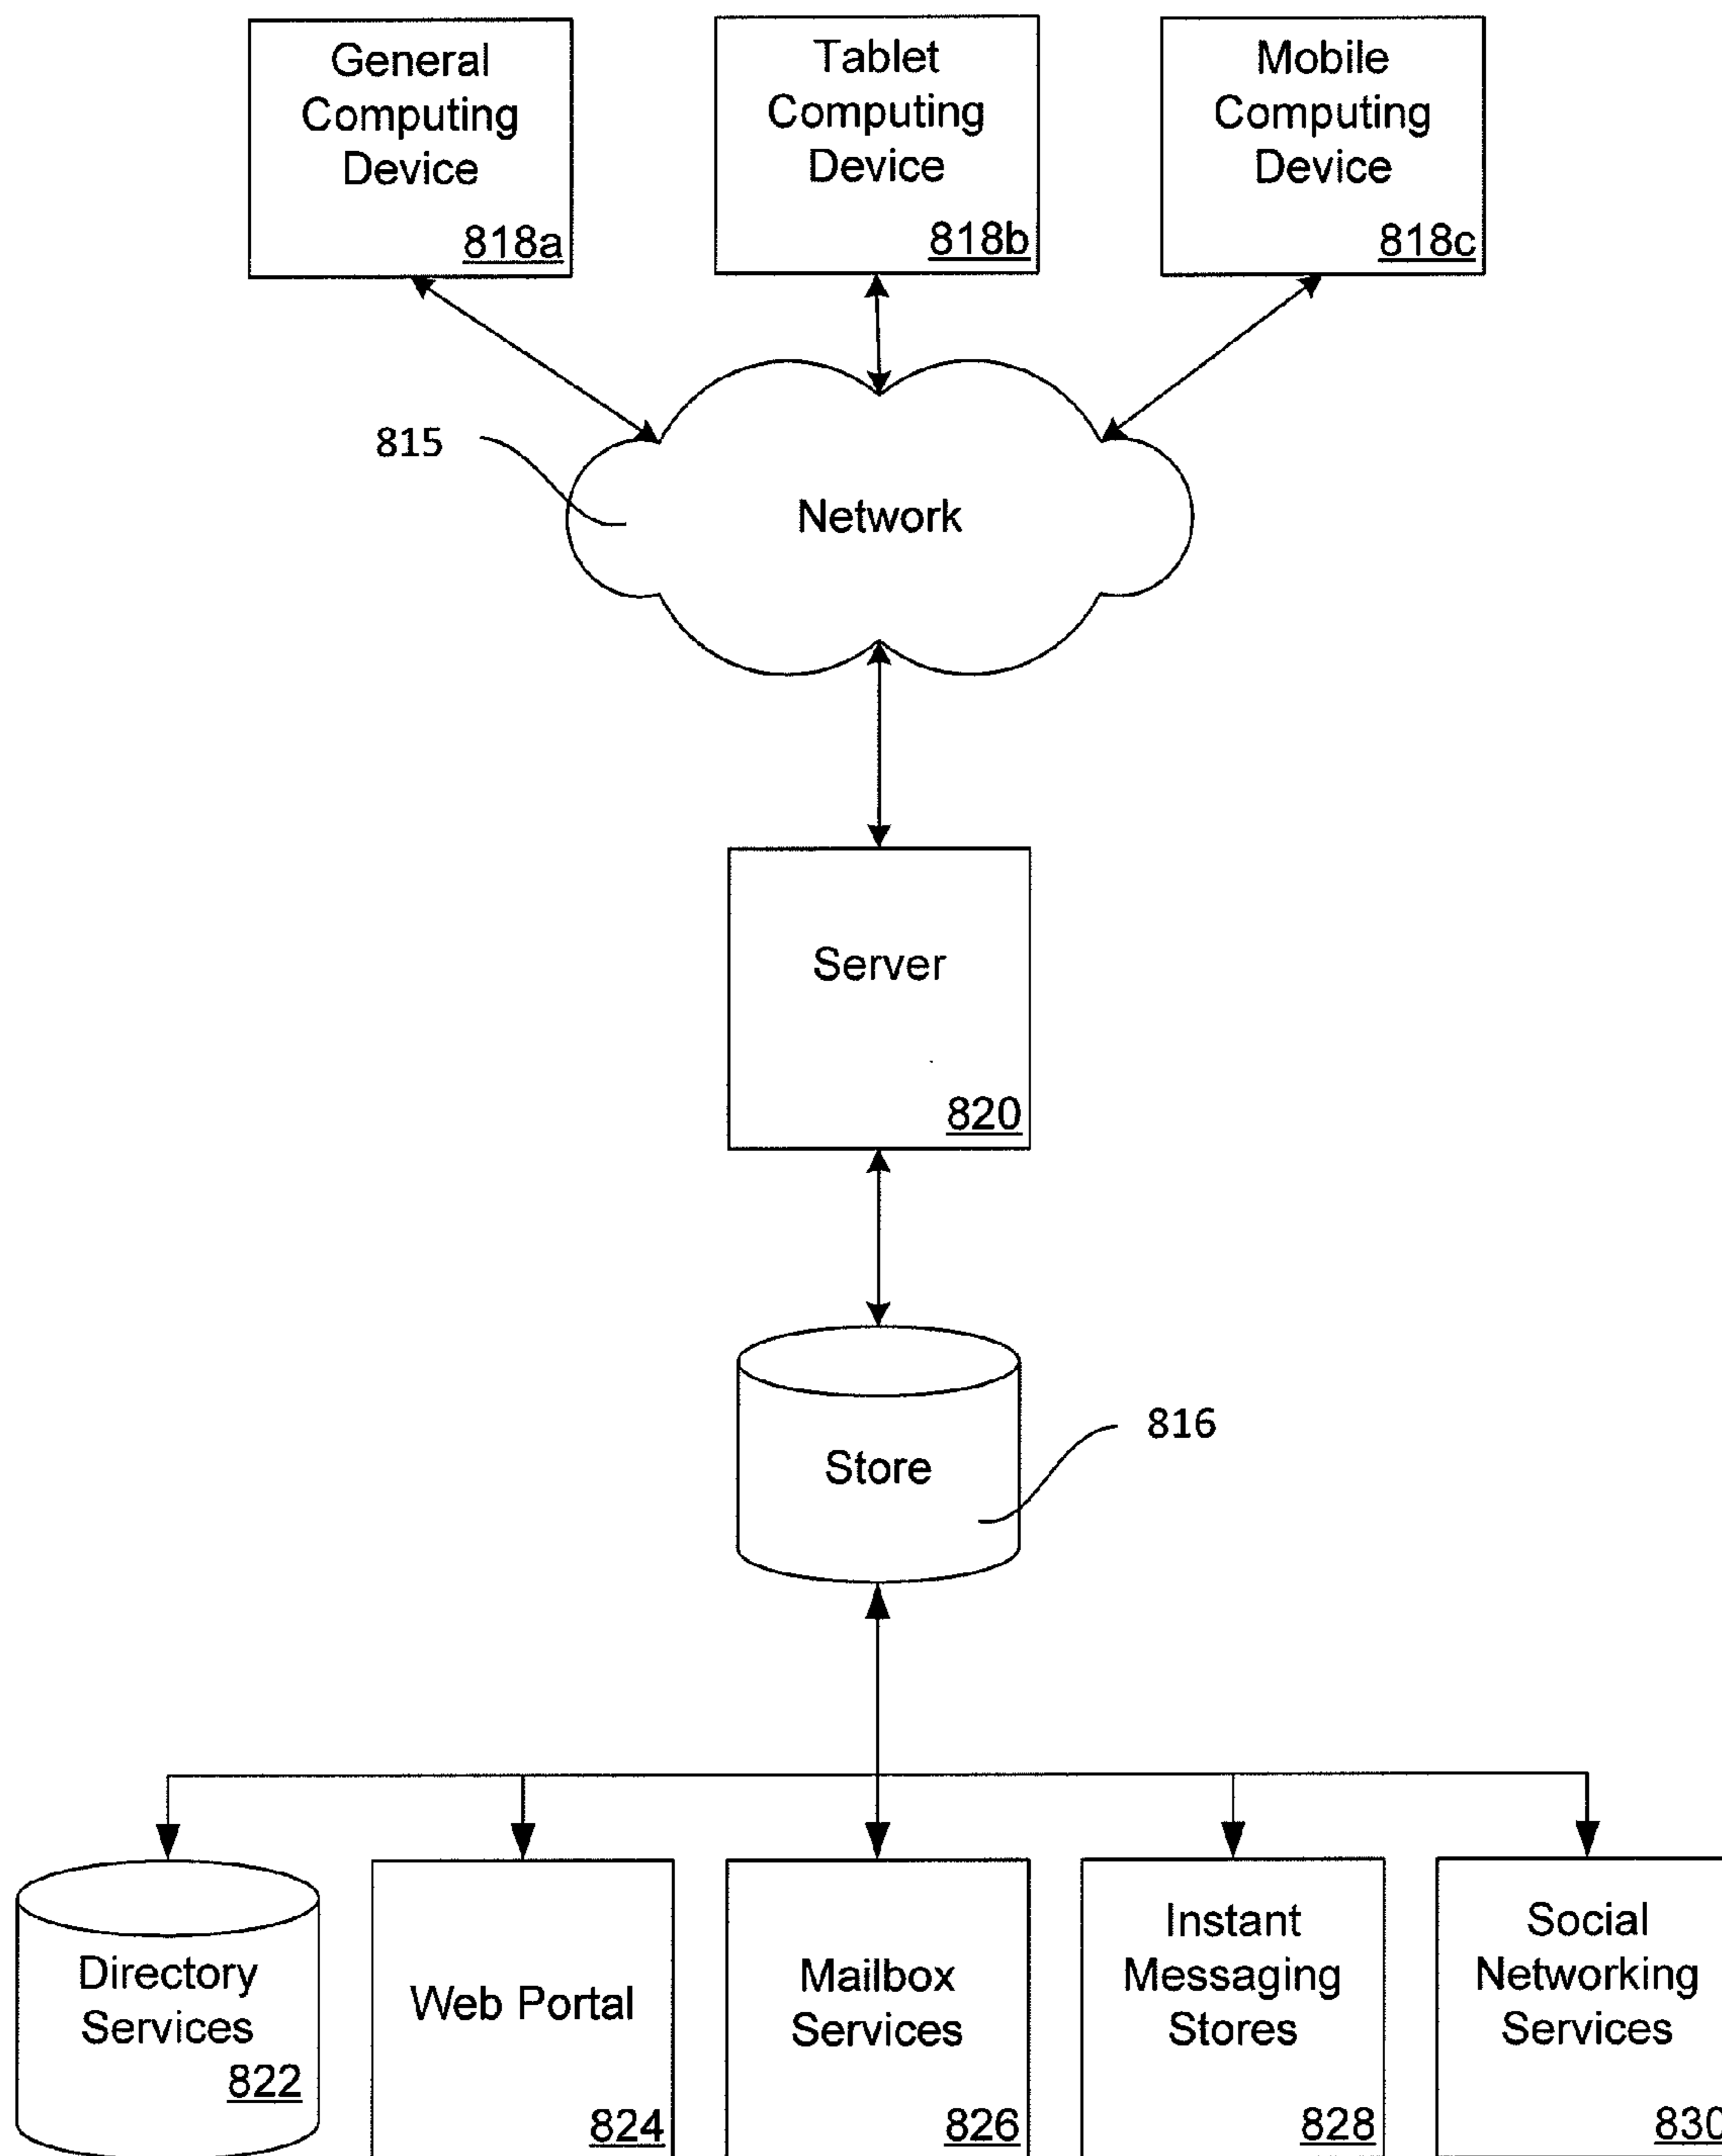 General
Computing
Device
818a
Tablet
Computing
Device
818b
Mobile
Computing
Device
818c
815
Network
Server
820
Store
816
Directory
Services
822
Web Portal
824
Mailbox
Services
826
Instant
Messaging
Stores
828
Social
Networking
Services
830